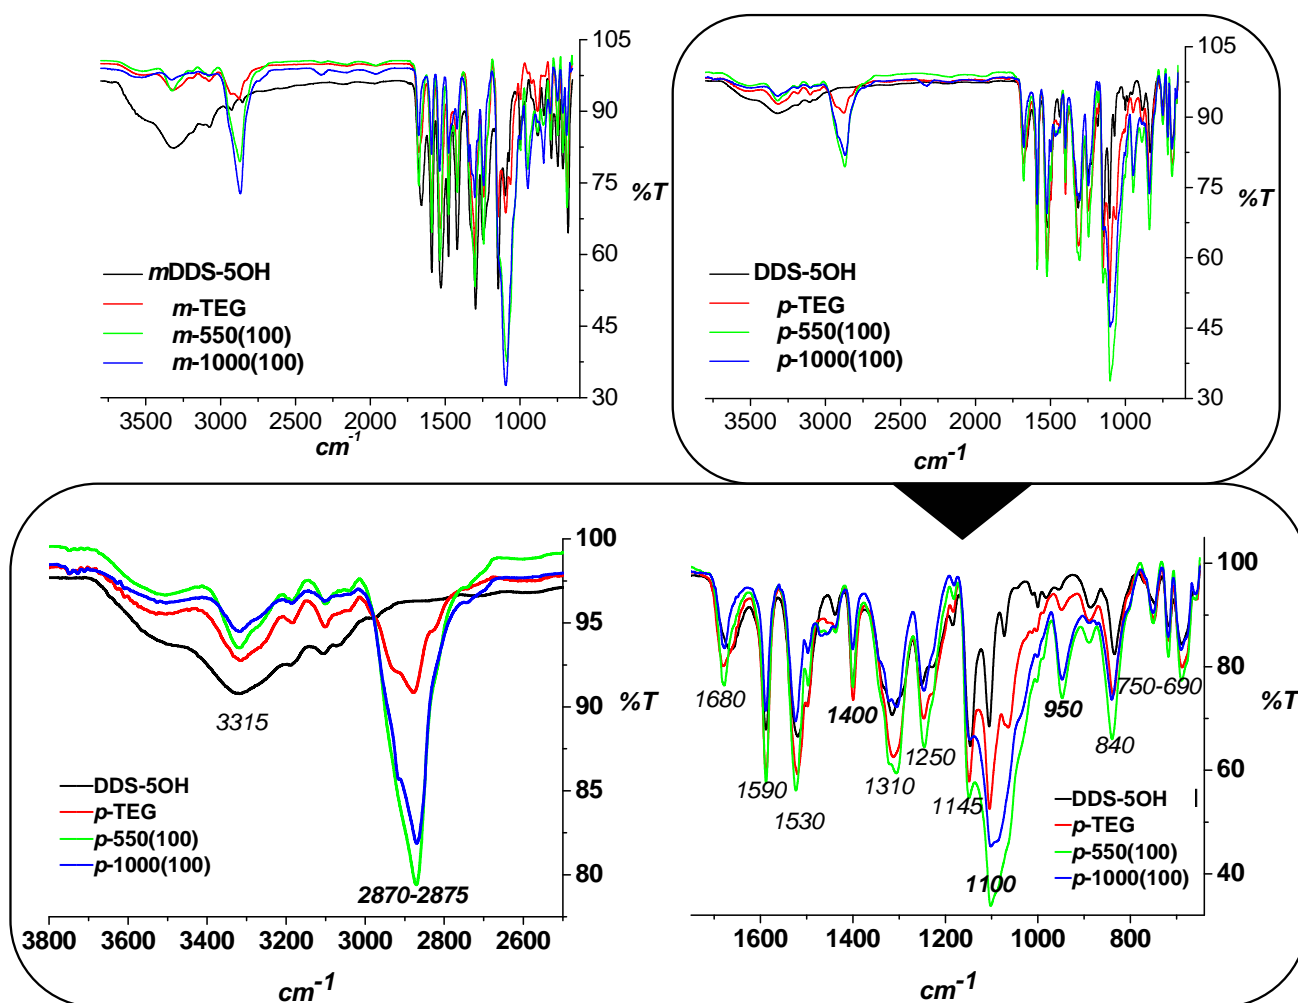 105
90
75
60
45
30
%T
mDDS-5OH
m-TEG
m-550(100)
m-1000(100)
3500 3000 2500 2000 1500 1000
cm-1
105
90
75
60
45
30
%T
DDS-5OH
p-TEG
p-550(100)
p-1000(100)
3500 3000 2500 2000 1500 1000
cm-1
100
95
90
85
80
%T
3315
2870-2875
DDS-5OH
p-TEG
p-550(100)
p-1000(100)
3800 3600 3400 3200 3000 2800 2600
cm-1
100
80
60
40
%T
1680
1590
1530
1400
1310
1250
1145
1100
950
840
750-690
DDS-5OH
p-TEG
p-550(100)
p-1000(100)
1600 1400 1200 1000 800
cm-1